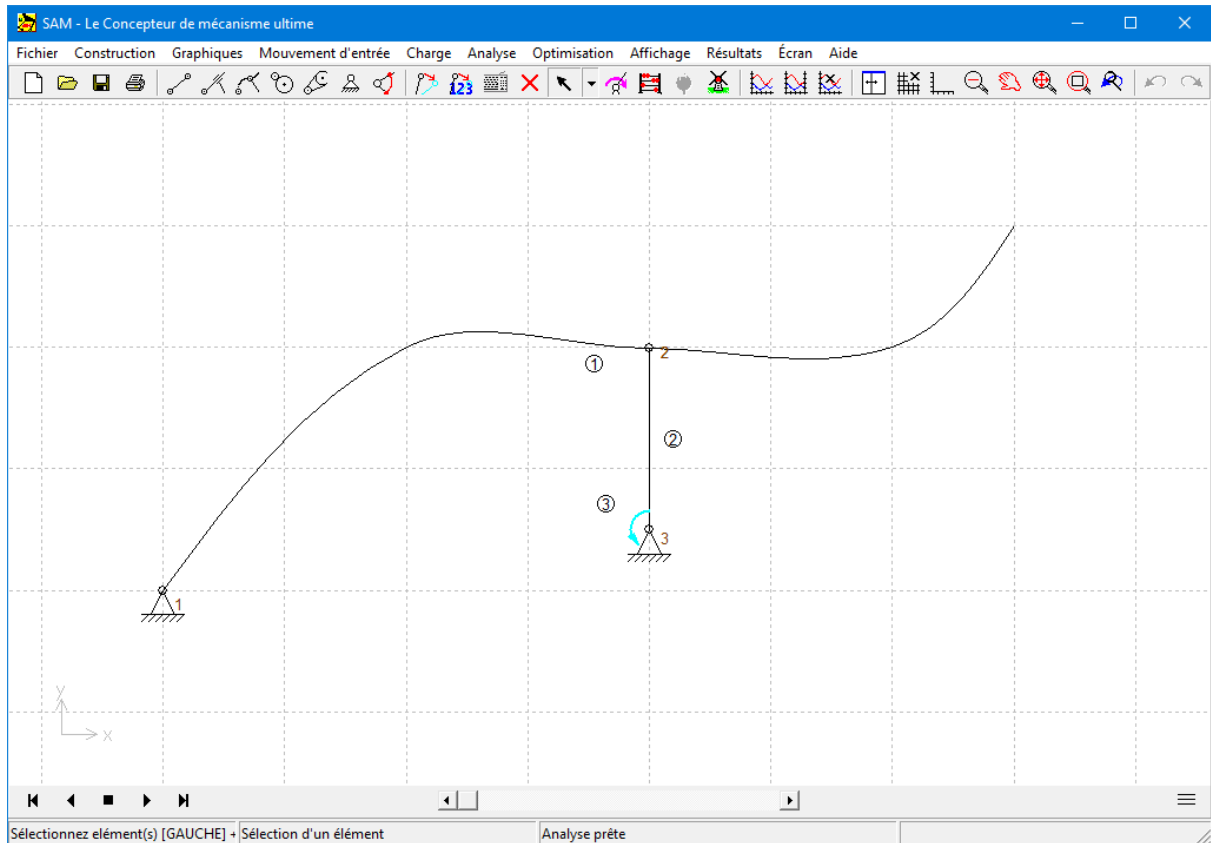 SAM - Le Concepteur de mécanisme ultime
Fichier Construction Graphiques Mouvement d'entrée Charge Analyse Optimisation Affichage Résultats Écran Aide
123
① 2
②
③
3
1
y
x
Sélectionnez elément(s) [GAUCHE] + Sélection d'un élément Analyse prête